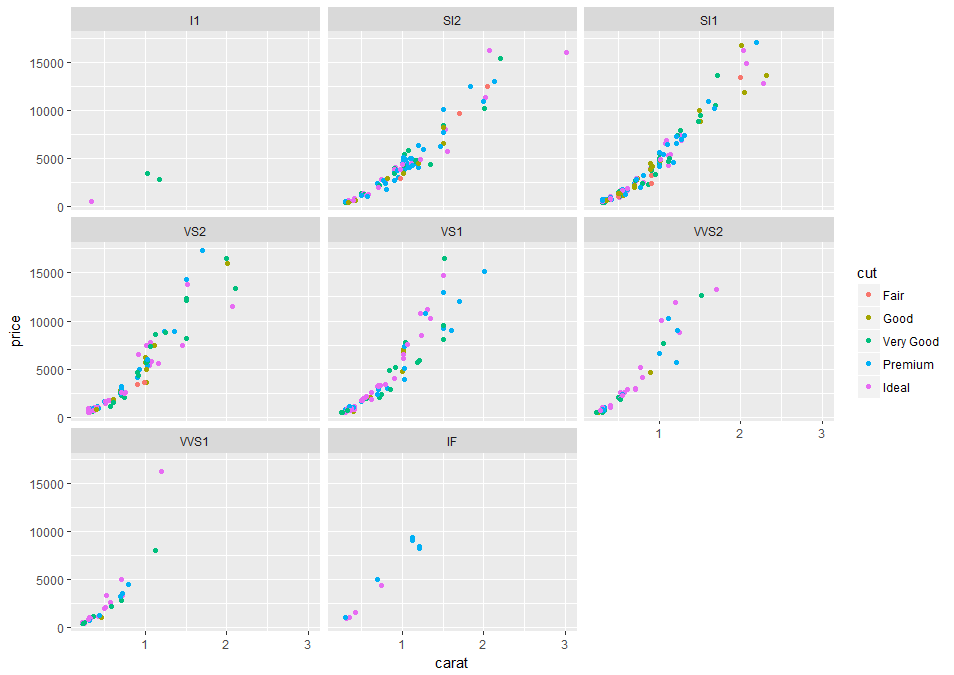 I1
SI2
SI1
15000
10000
5000
0
VS2
VS1
VVS2
15000
10000
5000
0
1
2
3
VVS1
IF
15000
10000
5000
0
1
2
3
1
2
3
price
carat
cut
Fair
Good
Very Good
Premium
Ideal